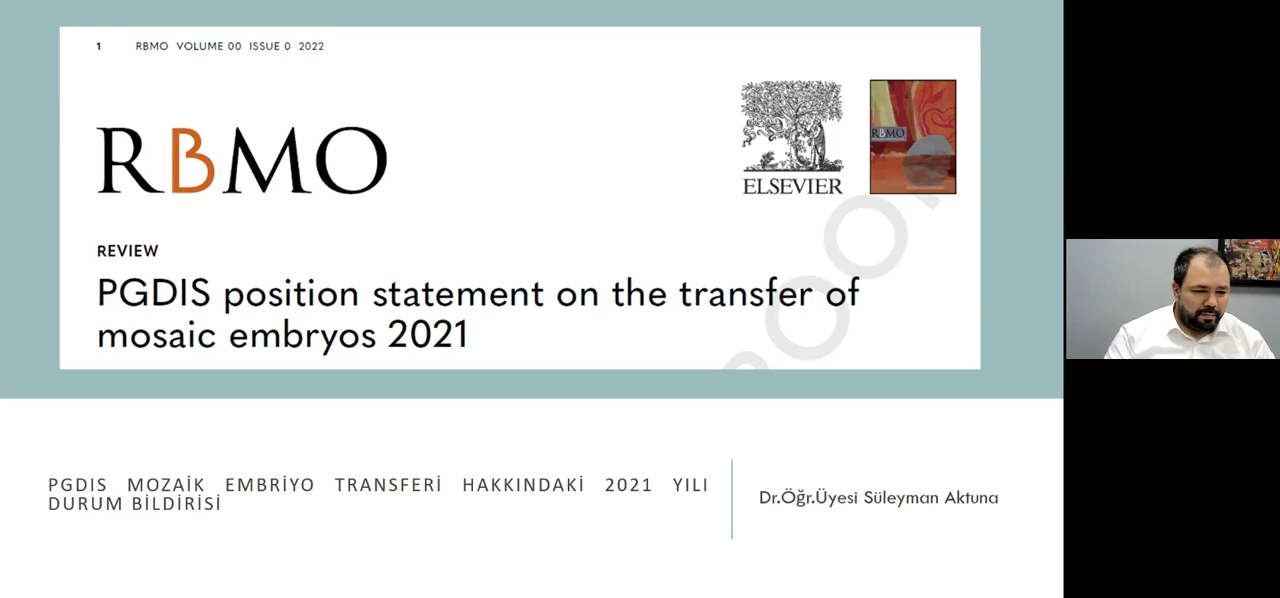 1 RBMO VOLUME 00 ISSUE 0 2022
RBMO
ELSEVIER
RBMO
REVIEW
PGDIS position statement on the transfer of
mosaic embryos 2021
PGDIS MOZAİK EMBRİYO TRANSFERİ HAKKINDAKİ 2021 YILI
DURUM BİLDİRİSİ
Dr.Öğr.Üyesi Süleyman Aktuna